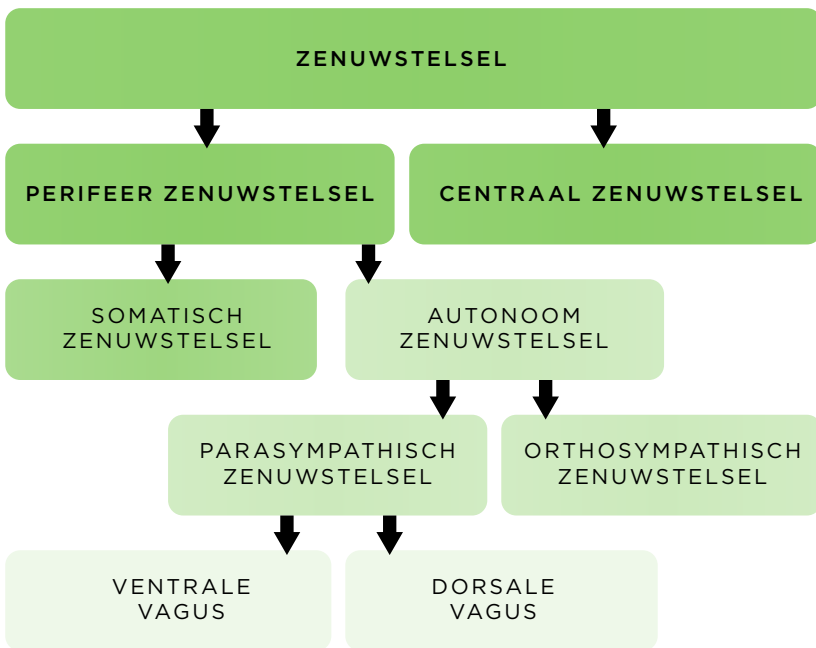 ZENUWSTELSEL
PERIFEER ZENUWSTELSEL
CENTRAAL ZENUWSTELSEL
SOMATISCH
ZENUWSTELSEL
AUTONOOM
ZENUWSTELSEL
PARASYMPATHISCH
ZENUWSTELSEL
ORTHOSYMPATHISCH
ZENUWSTELSEL
VENTRALE
VAGUS
DORSALE
VAGUS